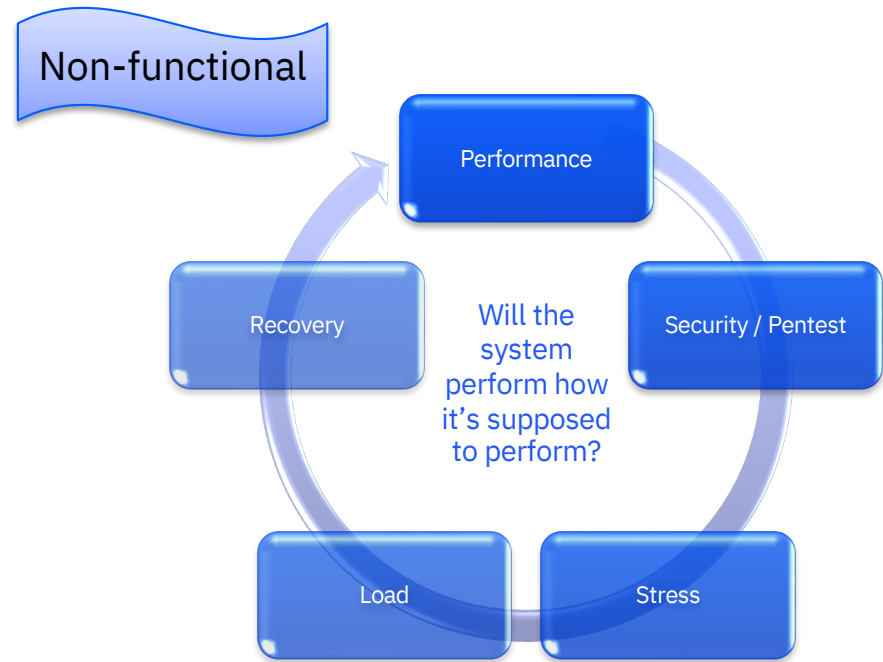 Non-functional
Performance
Security / Pentest
Stress
Load
Recovery
Will the
system
perform how
it’s supposed
to perform?